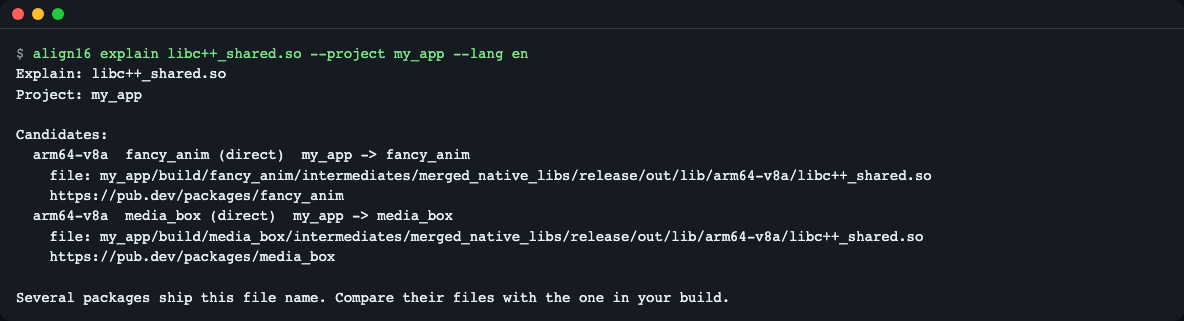 $ align16 explain libc++_shared.so --project my_app --lang en
Explain: libc++_shared.so
Project: my_app
Candidates:
arm64-v8a  fancy_anim (direct)  my_app -> fancy_anim
file: my_app/build/fancy_anim/intermediates/merged_native_libs/release/out/lib/arm64-v8a/libc++_shared.so
https://pub.dev/packages/fancy_anim
arm64-v8a  media_box (direct)  my_app -> media_box
file: my_app/build/media_box/intermediates/merged_native_libs/release/out/lib/arm64-v8a/libc++_shared.so
https://pub.dev/packages/media_box
Several packages ship this file name. Compare their files with the one in your build.